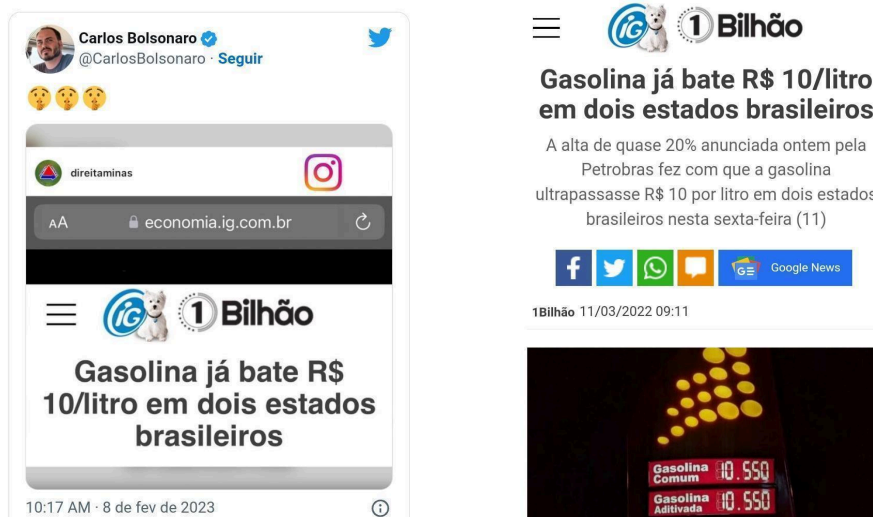 Carlos Bolsonaro
@CarlosBolsonaro · Seguir
direitaminas
AA economia.ig.com.br
iG 1 Bilhão
Gasolina já bate R$
10/litro em dois estados
brasileiros
10:17 AM · 8 de fev de 2023
iG 1 Bilhão
Gasolina já bate R$ 10/litro
em dois estados brasileiros
A alta de quase 20% anunciada ontem pela
Petrobras fez com que a gasolina
ultrapassasse R$ 10 por litro em dois estados
brasileiros nesta sexta-feira (11)
GE Google News
1Bilhão 11/03/2022 09:11
Gasolina
Comum 10.550
Gasolina
Aditivada 10.550